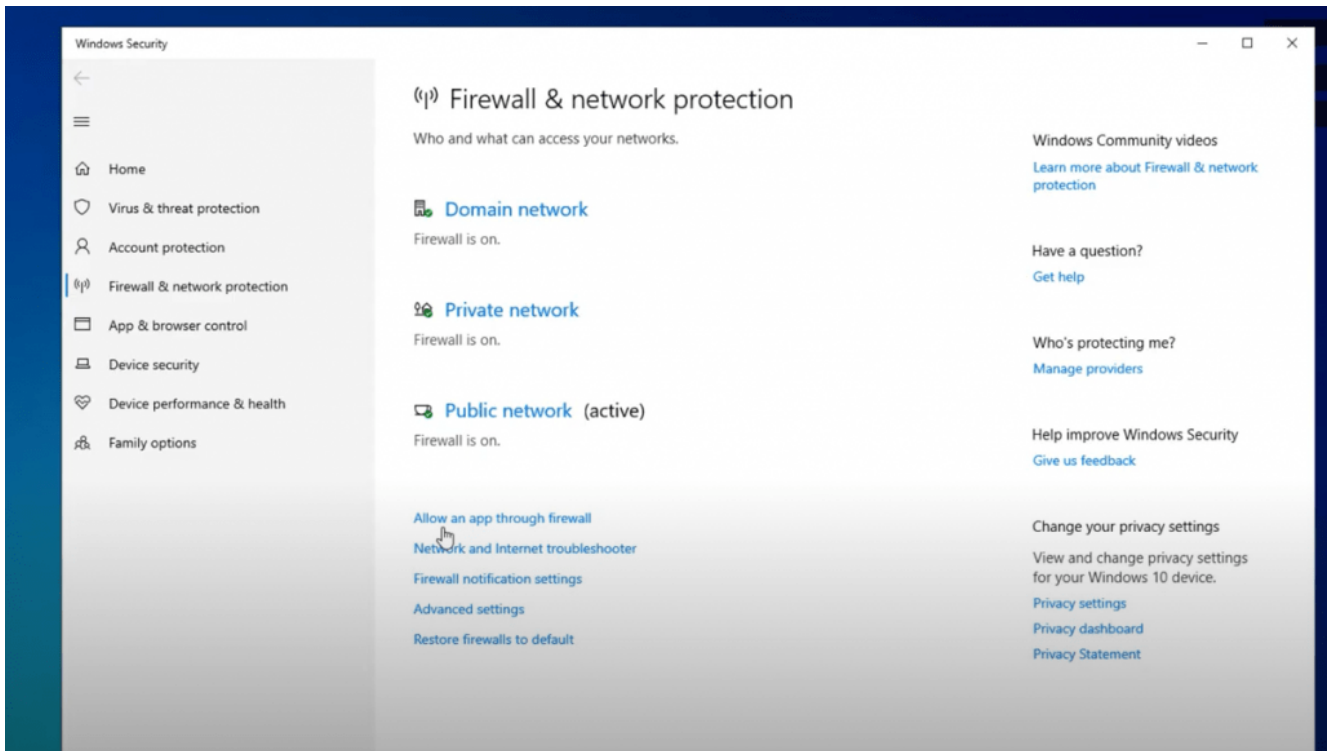 Windows Security
Home
Virus & threat protection
Account protection
Firewall & network protection
App & browser control
Device security
Device performance & health
Family options
Firewall & network protection
Who and what can access your networks.
Domain network
Firewall is on.
Private network
Firewall is on.
Public network (active)
Firewall is on.
Allow an app through firewall
Network and Internet troubleshooter
Firewall notification settings
Advanced settings
Restore firewalls to default
Windows Community videos
Learn more about Firewall & network
protection
Have a question?
Get help
Who's protecting me?
Manage providers
Help improve Windows Security
Give us feedback
Change your privacy settings
View and change privacy settings
for your Windows 10 device.
Privacy settings
Privacy dashboard
Privacy Statement